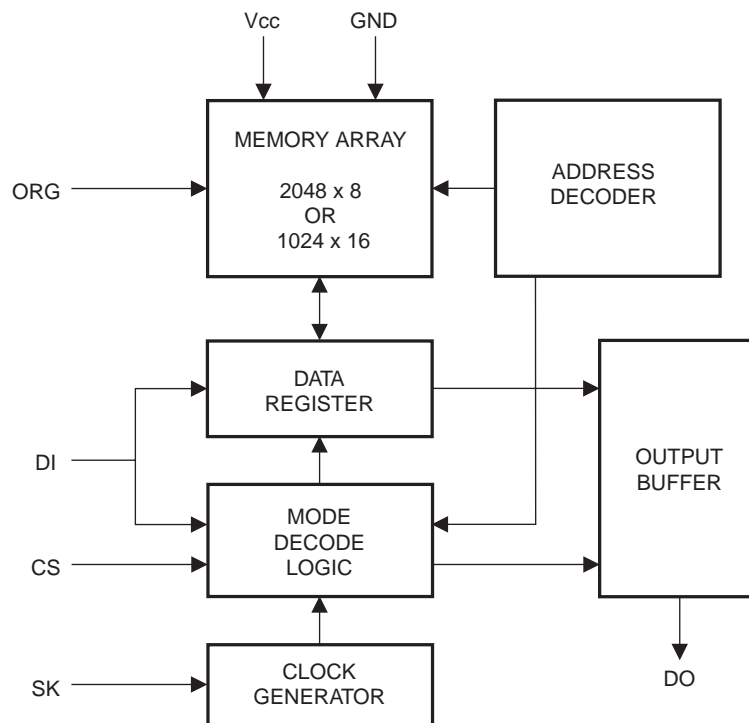 Vcc
GND
MEMORY ARRAY
2048 x 8
OR
1024 x 16
ADDRESS
DECODER
ORG
DATA
REGISTER
DI
OUTPUT
BUFFER
MODE
DECODE
LOGIC
CS
CLOCK
GENERATOR
SK
DO